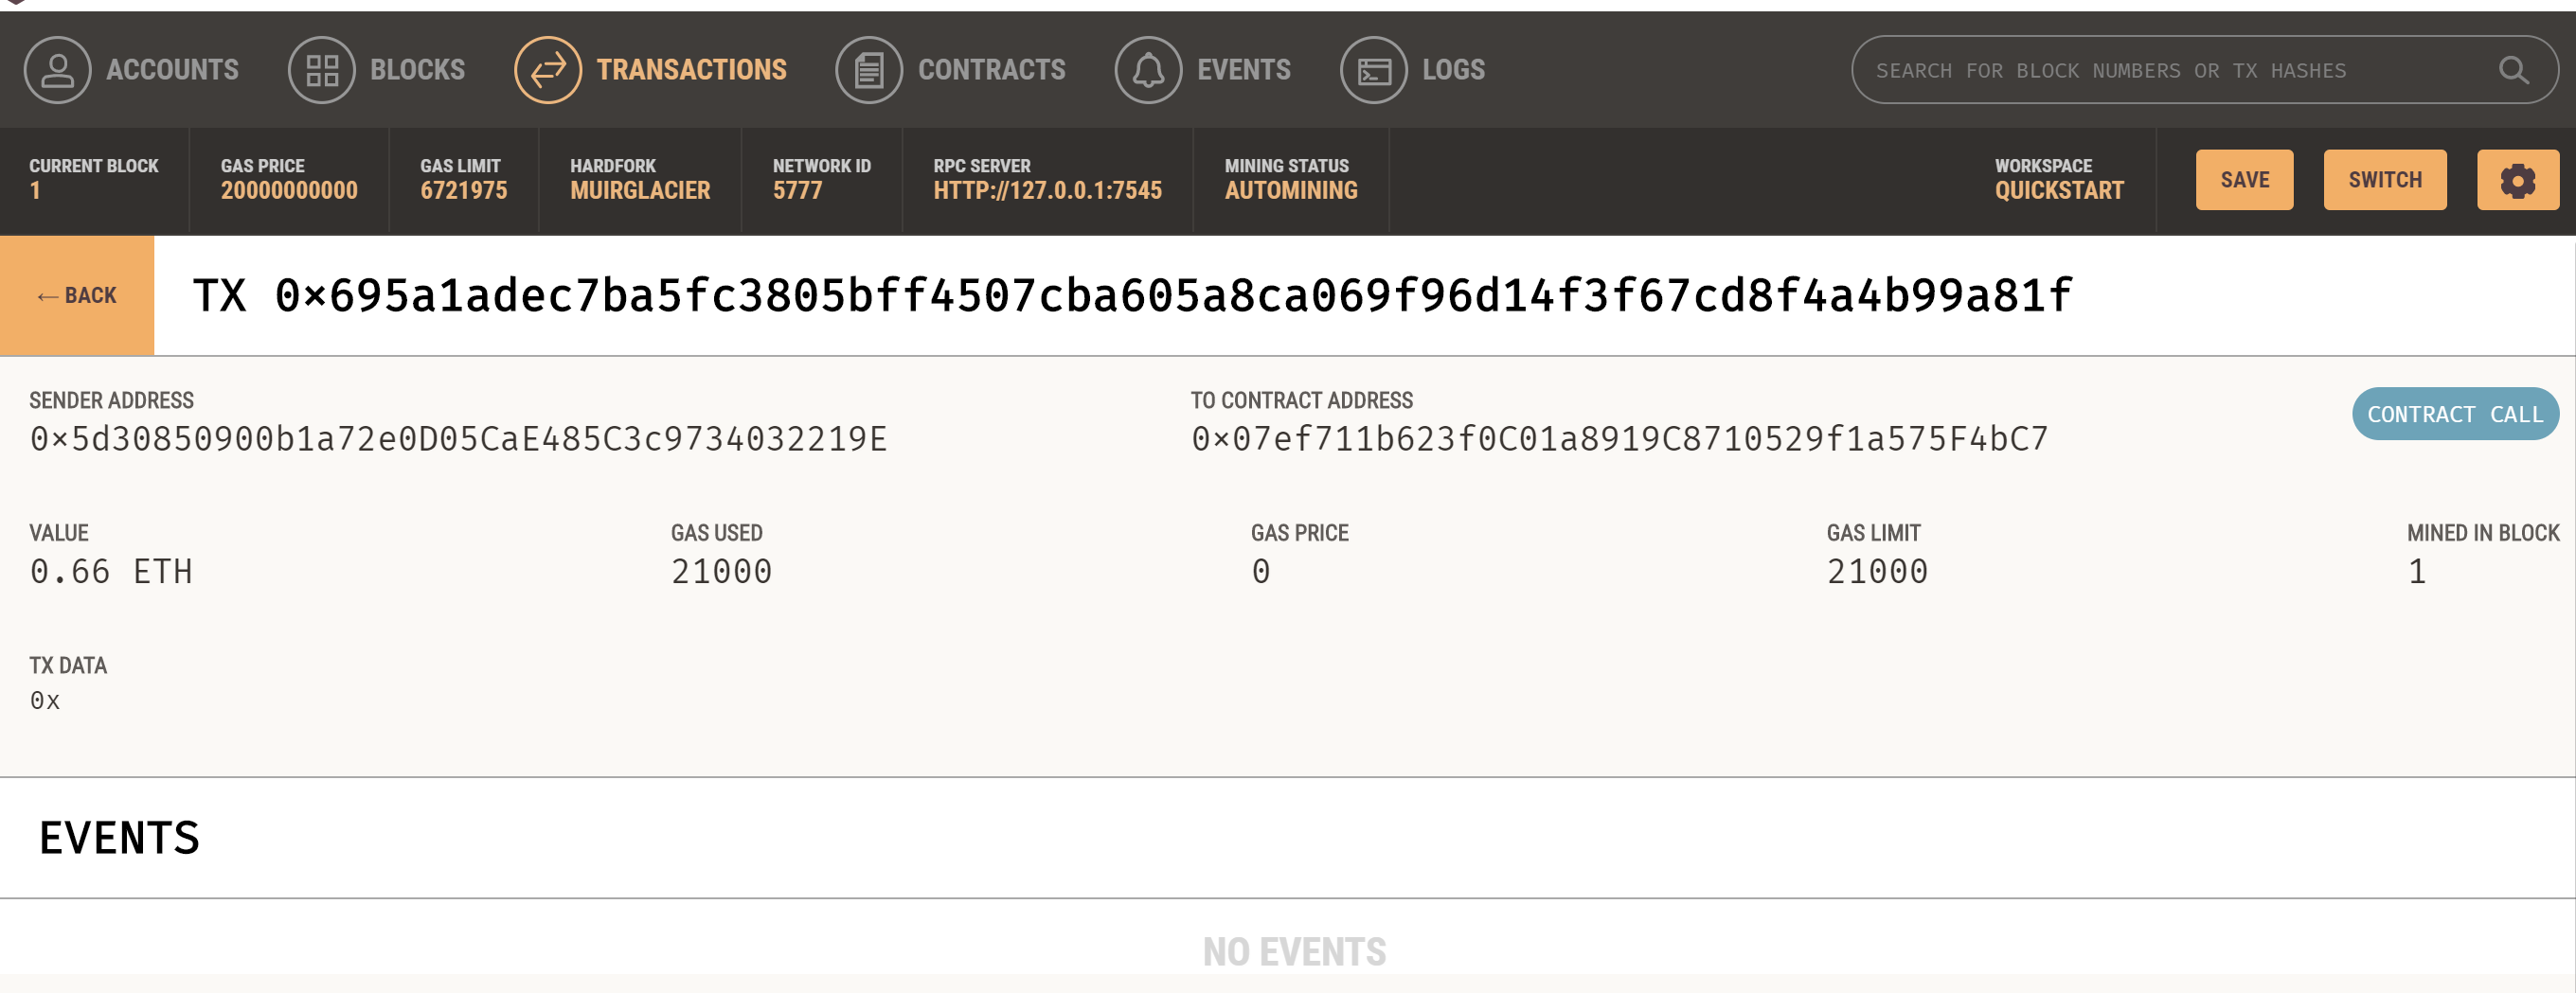 ACCOUNTS BLOCKS TRANSACTIONS CONTRACTS EVENTS LOGS SEARCH FOR BLOCK NUMBERS OR TX HASHES
CURRENT BLOCK GAS PRICE GAS LIMIT HARDFORK NETWORK ID RPC SERVER MINING STATUS WORKSPACE
1 20000000000 6721975 MUIRGLACIER 5777 HTTP://127.0.0.1:7545 AUTOMINING QUICKSTART SAVE SWITCH
← BACK TX 0×695a1adec7ba5fc3805bff4507cba605a8ca069f96d14f3f67cd8f4a4b99a81f
SENDER ADDRESS TO CONTRACT ADDRESS
0×5d30850900b1a72e0D05CaE485C3c9734032219E 0×07ef711b623f0C01a8919C8710529f1a575F4bC7 CONTRACT CALL
VALUE GAS USED GAS PRICE GAS LIMIT MINED IN BLOCK
0.66 ETH 21000 0 21000 1
TX DATA
0x
EVENTS
NO EVENTS